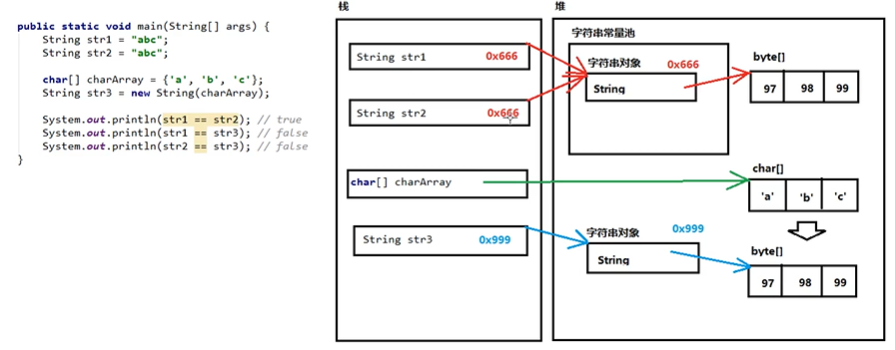 public static void main(String[] args) {
String str1 = "abc";
String str2 = "abc";
char[] charArray = {'a', 'b', 'c'};
String str3 = new String(charArray);
System.out.println(str1 == str2); // true
System.out.println(str1 == str3); // false
System.out.println(str2 == str3); // false
}
栈
String str1 0x666
String str2 0x666
char[] charArray
String str3 0x999
堆
字符串常量池
字符串对象 0x666
String
byte[]
97 98 99
char[]
'a' 'b' 'c'
字符串对象 0x999
String
byte[]
97 98 99